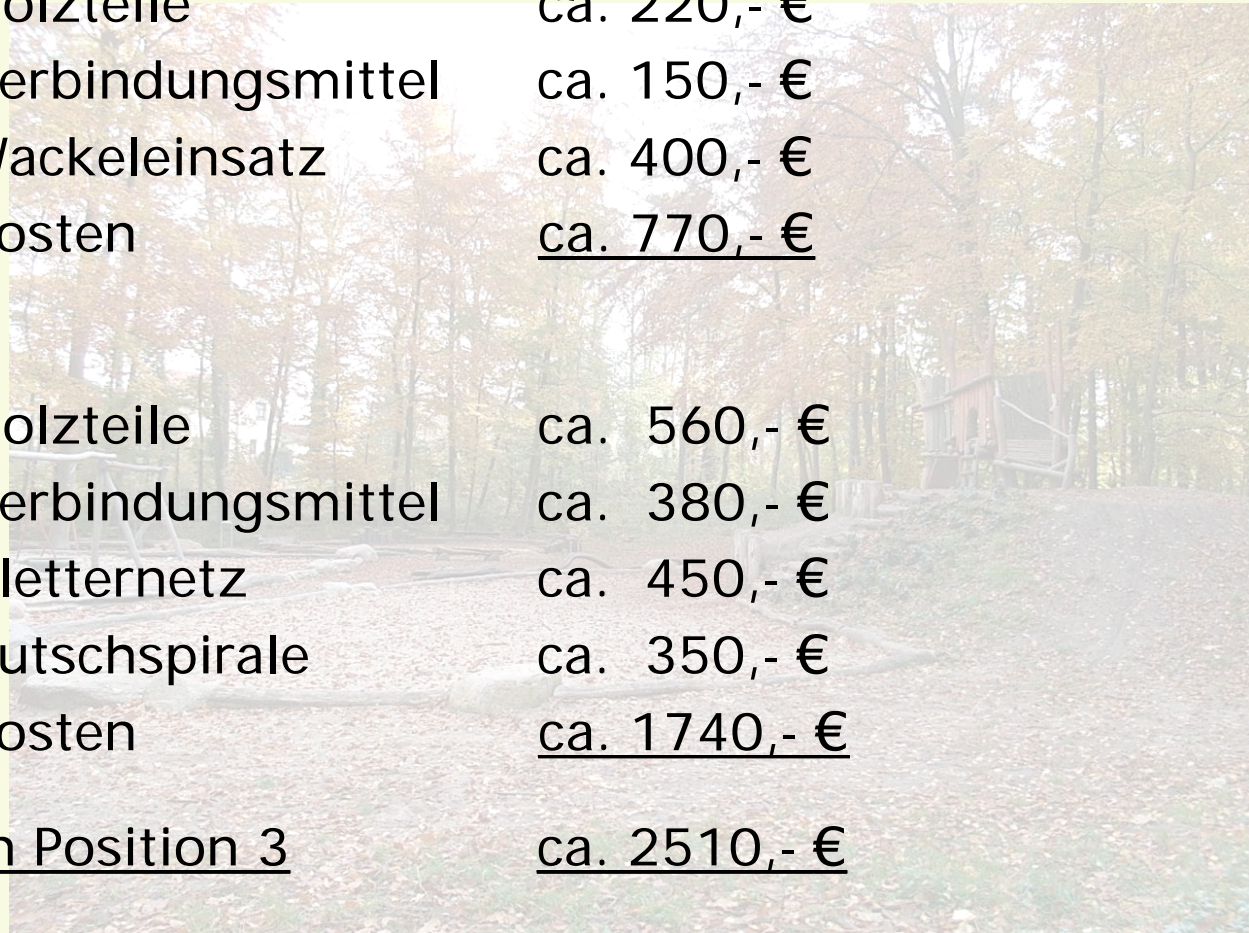 olzteile ca. 220,- €
erbindungsmittel ca. 150,- €
Wackeleinsatz ca. 400,- €
osten ca. 770,- €
olzteile ca. 560,- €
erbindungsmittel ca. 380,- €
letternetz ca. 450,- €
utschspirale ca. 350,- €
osten ca. 1740,- €
n Position 3 ca. 2510,- €